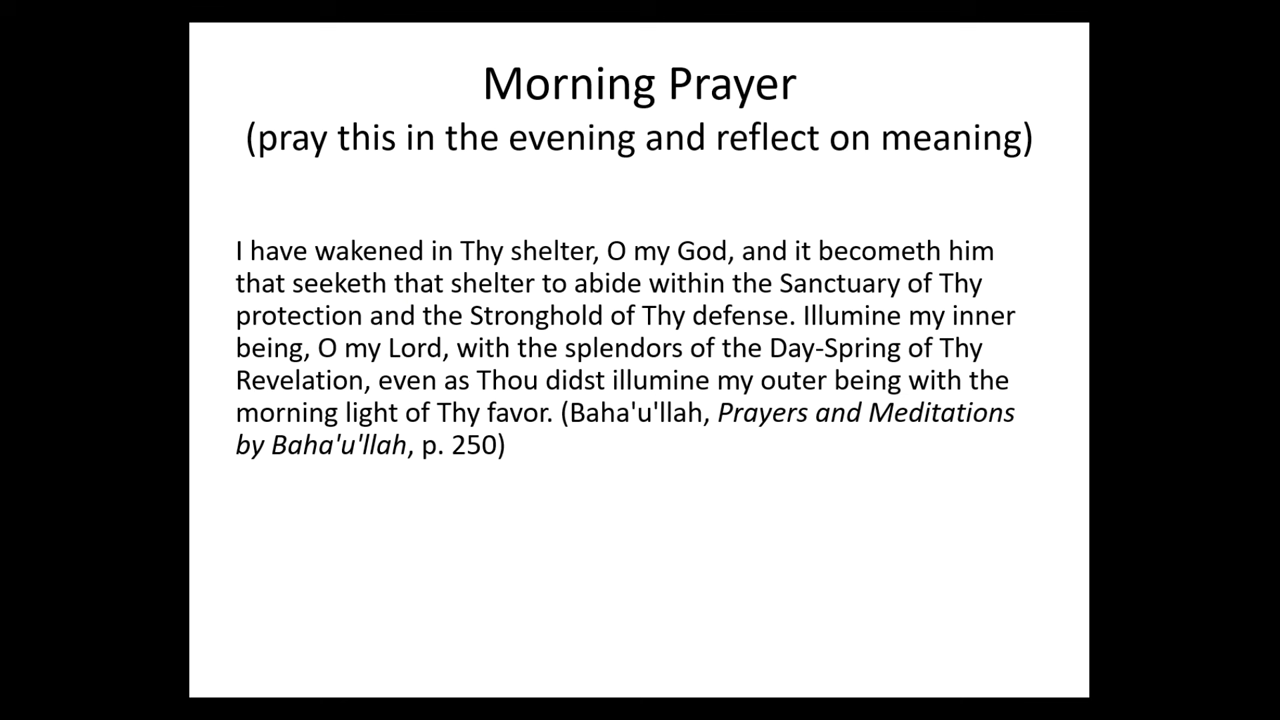 Morning Prayer
(pray this in the evening and reflect on meaning)
I have wakened in Thy shelter, O my God, and it becometh him
that seeketh that shelter to abide within the Sanctuary of Thy
protection and the Stronghold of Thy defense. Illumine my inner
being, O my Lord, with the splendors of the Day-Spring of Thy
Revelation, even as Thou didst illumine my outer being with the
morning light of Thy favor. (Baha'u'llah, Prayers and Meditations
by Baha'u'llah, p. 250)